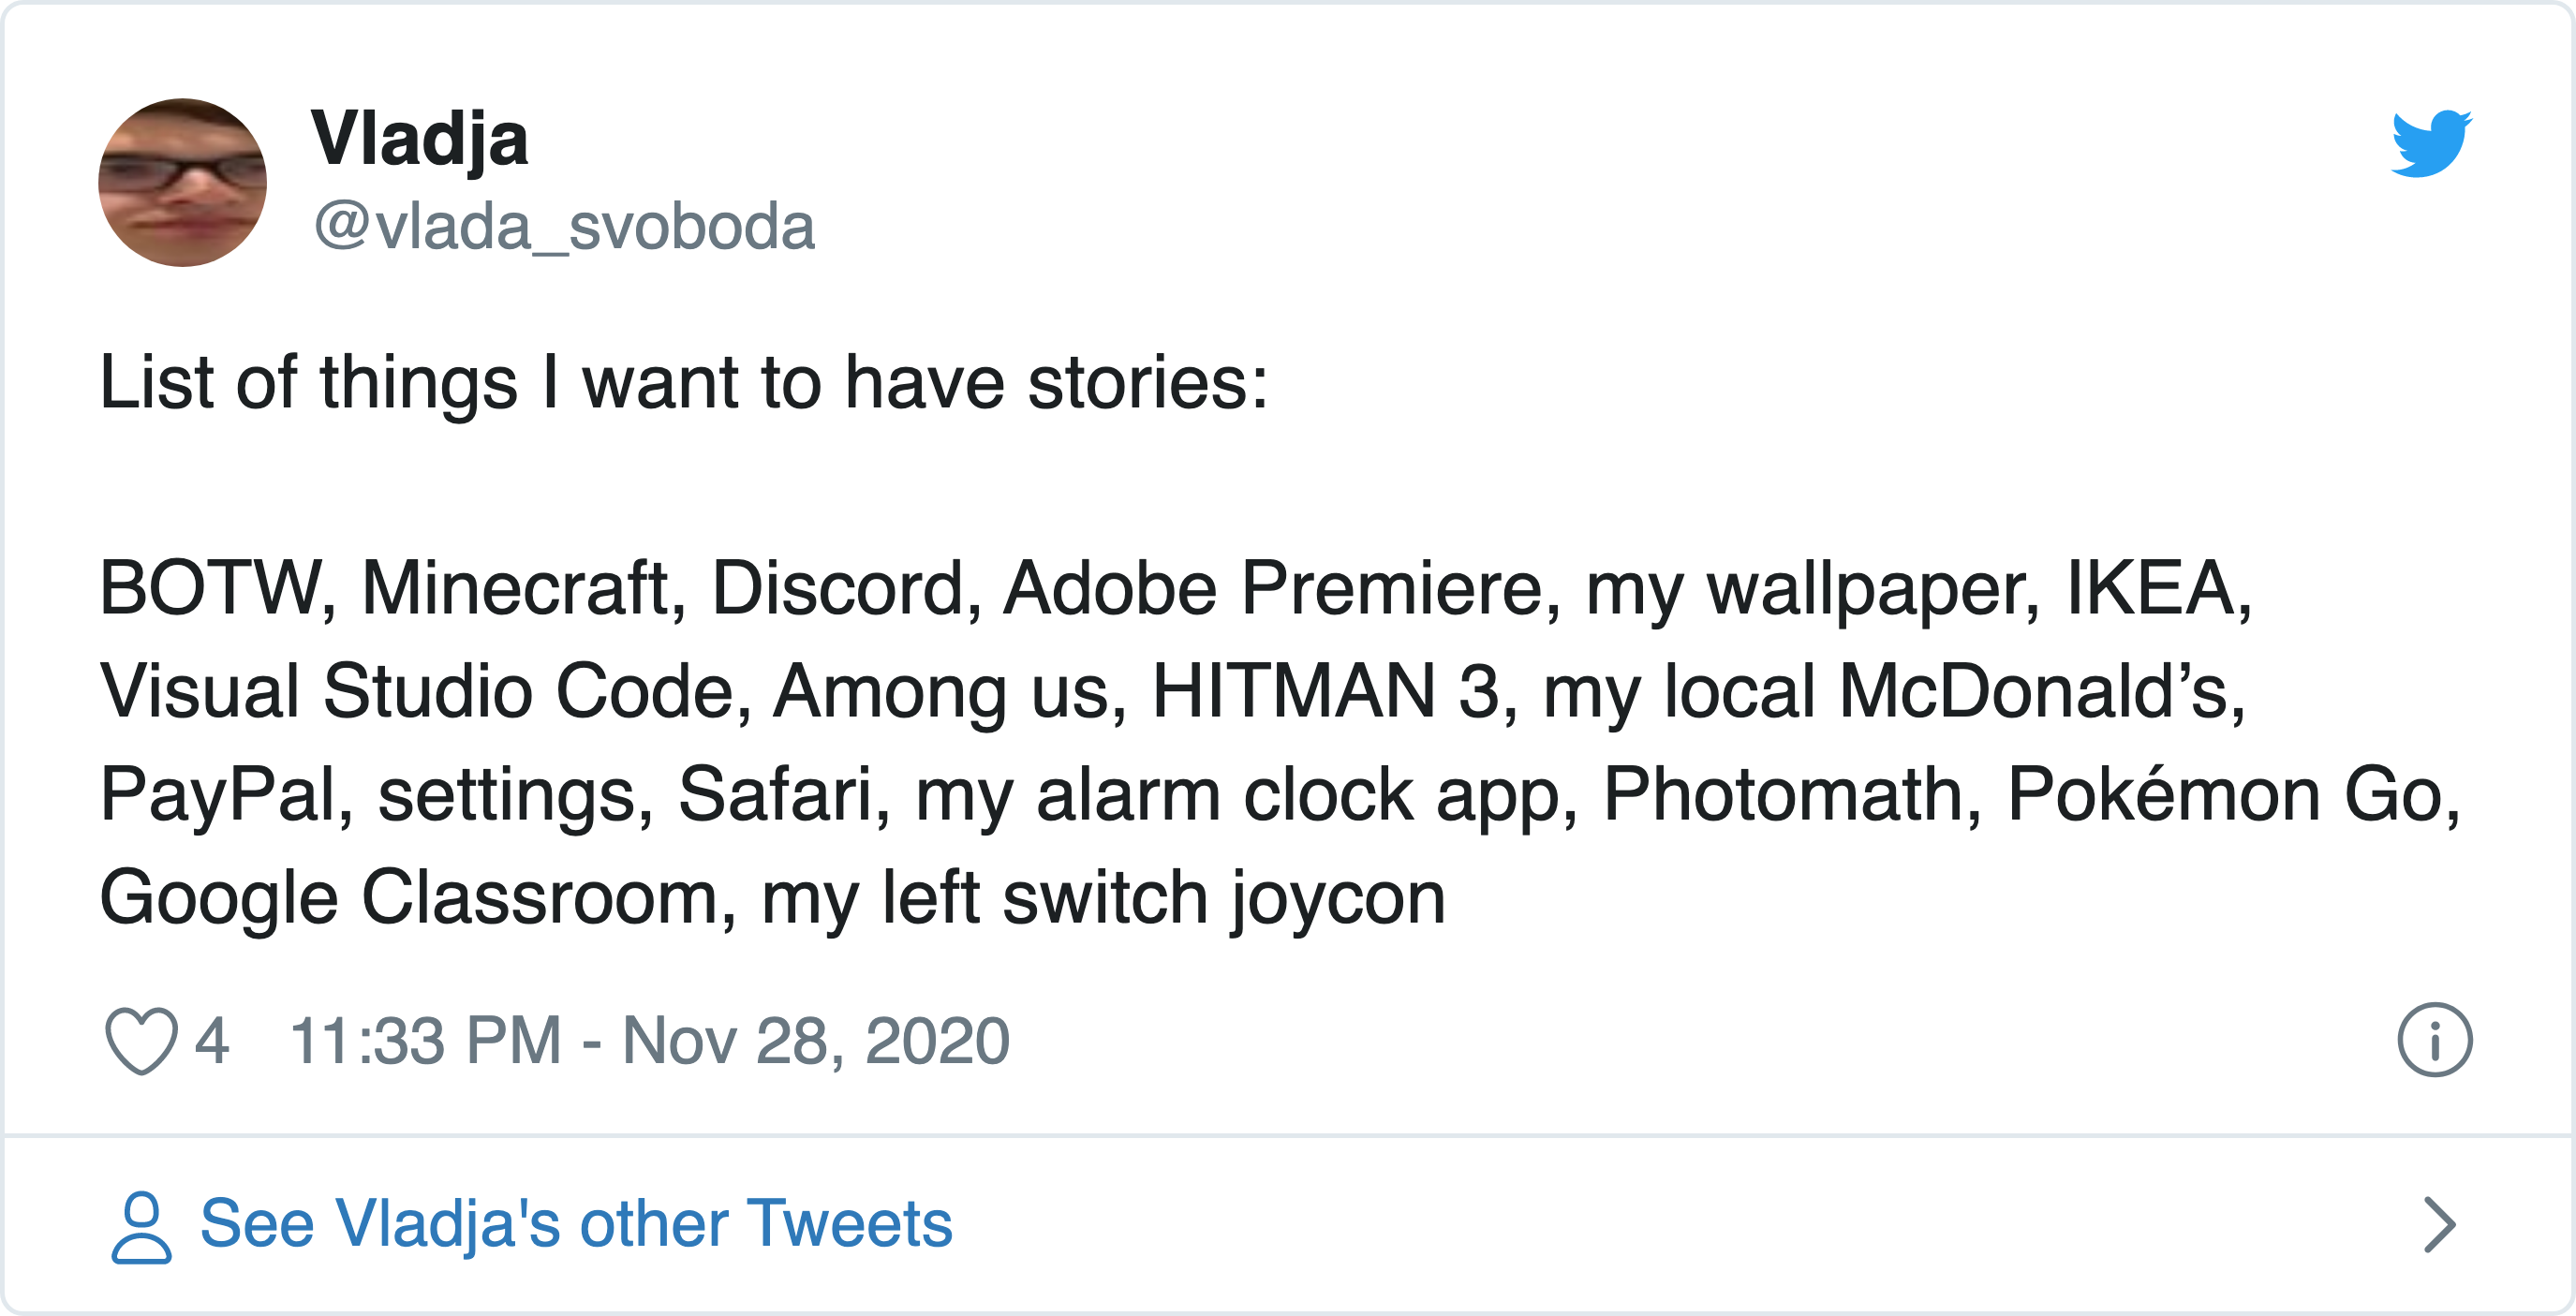 Vladja
@vlada_svoboda
List of things I want to have stories:
BOTW, Minecraft, Discord, Adobe Premiere, my wallpaper, IKEA,
Visual Studio Code, Among us, HITMAN 3, my local McDonald’s,
PayPal, settings, Safari, my alarm clock app, Photomath, Pokémon Go,
Google Classroom, my left switch joycon
4 11:33 PM - Nov 28, 2020
See Vladja's other Tweets